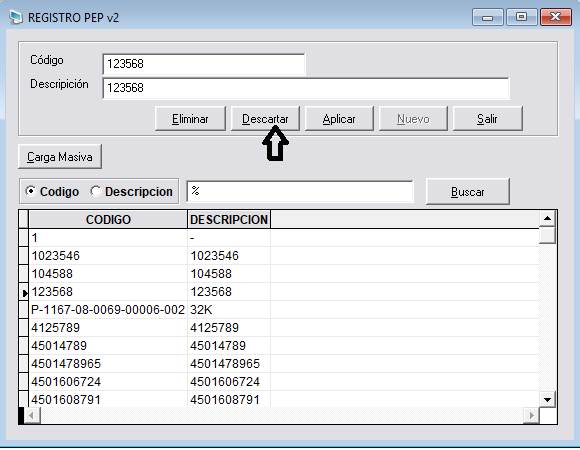 REGISTRO PEP v2
Código 123568
Descripición 123568
Eliminar Descartar Aplicar Nuevo Salir
Carga Masiva
Codigo Descripcion % Buscar
CODIGO DESCRIPCION
1 -
1023546 1023546
104588 104588
123568 123568
P-1167-08-0069-00006-002 32K
4125789 4125789
45014789 45014789
4501478965 4501478965
4501606724 4501606724
4501608791 4501608791